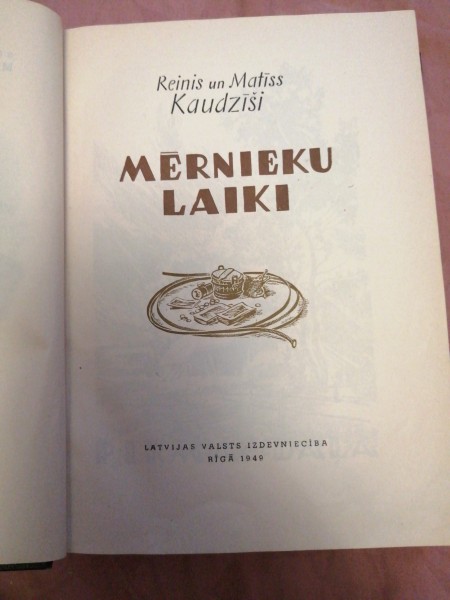 Reinis un Matīss
Kaudzīši
MĒRNIEKU
LAIKI
LATVIJAS VALSTS IZDEVNIECĪBA
RĪGĀ 1949